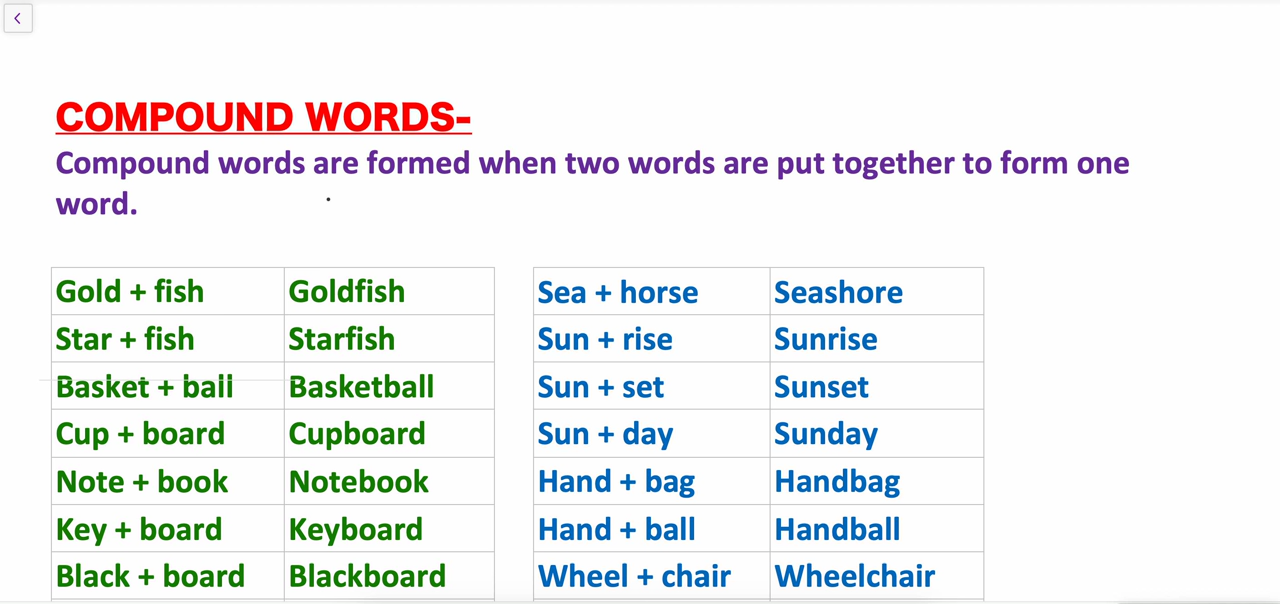 COMPOUND WORDS-
Compound words are formed when two words are put together to form one
word.
Gold + fish Goldfish
Star + fish Starfish
Basket + ball Basketball
Cup + board Cupboard
Note + book Notebook
Key + board Keyboard
Black + board Blackboard
Sea + horse Seashore
Sun + rise Sunrise
Sun + set Sunset
Sun + day Sunday
Hand + bag Handbag
Hand + ball Handball
Wheel + chair Wheelchair